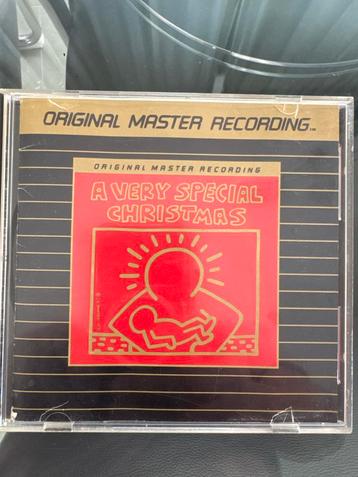 ORIGINAL MASTER RECORDING™
ORIGINAL MASTER RECORDING
A VERY SPECIAL
CHRISTMAS